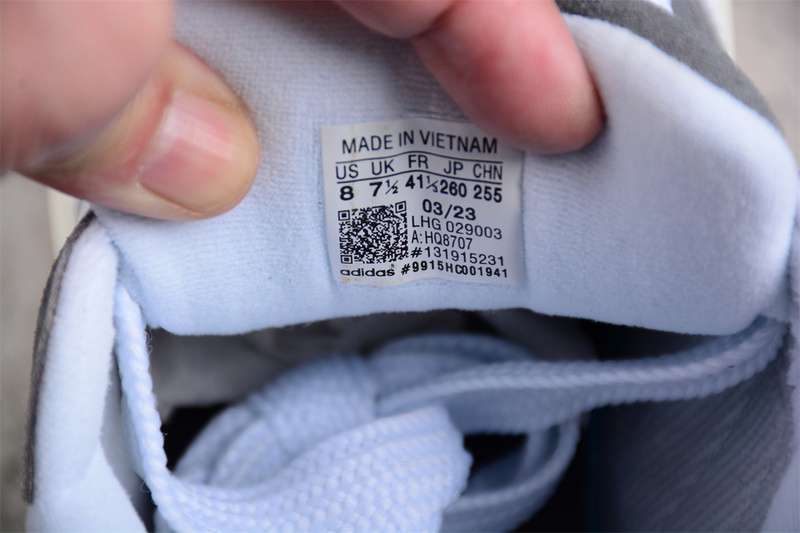 MADE IN VIETNAM
US UK FR JP CHN
8 7½ 41⅓ 260 255
03/23
LHG 029003
A:HQ8707
#131915231
adidas #9915HC001941